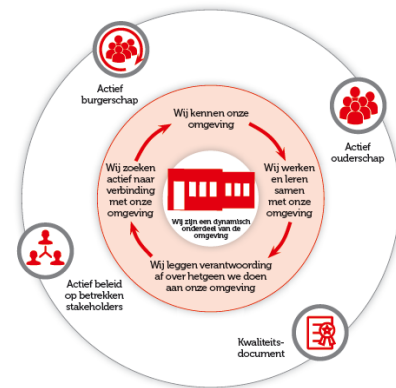 Actief
burgerschap
Actief
ouderschap
Wij kennen onze
omgeving
Wij zoeken
actief naar
verbinding
met onze
omgeving
Wij werken
en leren
samen
met onze
omgeving
Wij zijn een dynamisch
onderdeel van de
omgeving
Wij leggen verantwoording
af over hetgeen we doen
aan onze omgeving
Actief beleid
op betrekken
stakeholders
Kwaliteits-
document